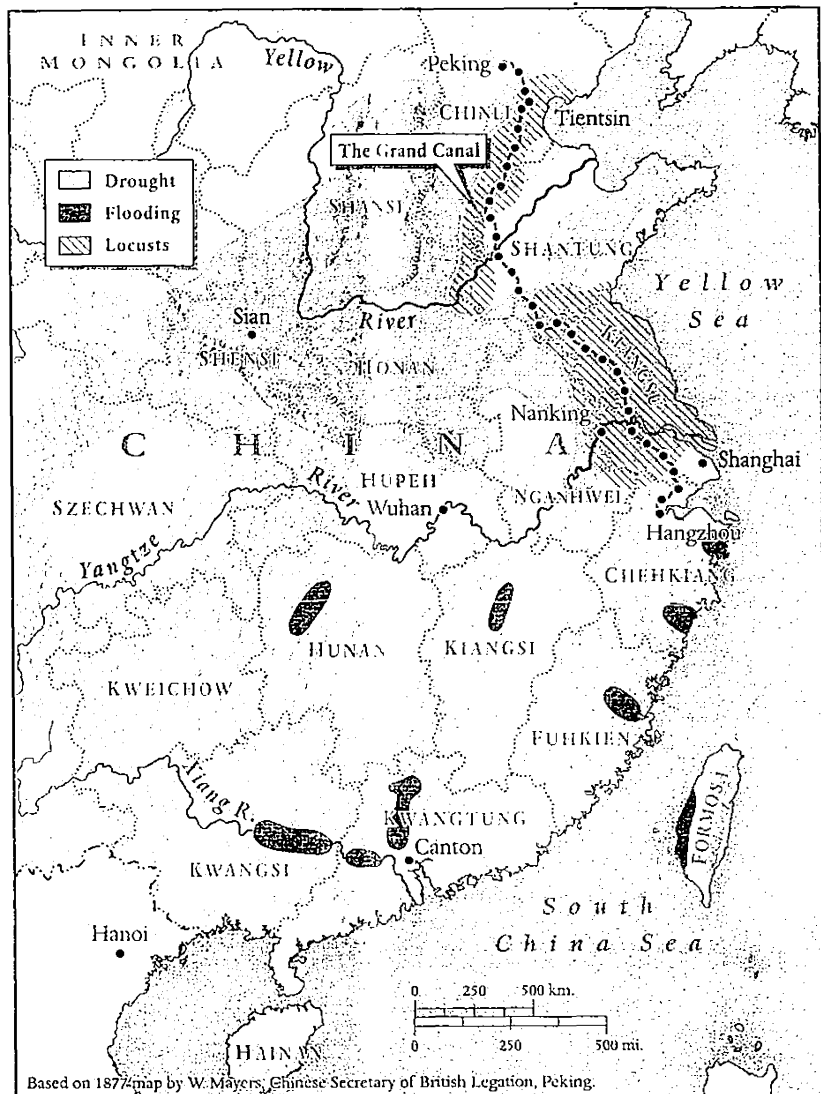 INNER
MONGOLIA
Yellow
Peking
CHINLI
Tientsin
The Grand Canal
Drought
Flooding
Locusts
SHANSI
SHANTUNG
Yellow
Sea
Sian
River
SHENSI
HONAN
KIANGSU
Nanking
CHINA
Shanghai
River
HUPEH
Wuhan
NGANHWEI
SZECHWAN
Hangzhou
Yangtze
CHEHKIANG
HUNAN
KIANGSI
KWEICHOW
FUHKIEN
Xiang R.
KWANGTUNG
FORMOSA
Canton
KWANGSI
South
China Sea
Hanoi
0 250 500 km.
0 250 500 mi.
HAINAN
Based on 1877 map by W. Mayers, Chinese Secretary of British Legation, Peking.